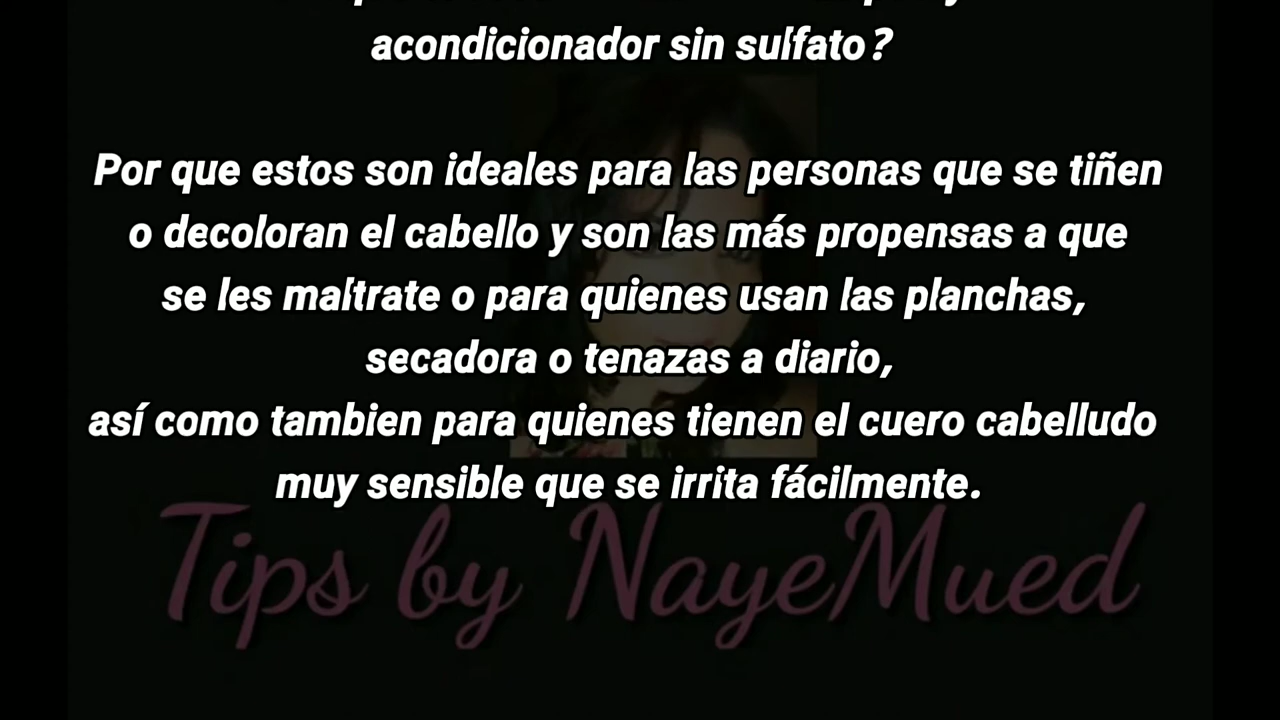 acondicionador sin sulfato?
Por que estos son ideales para las personas que se tiñen
o decoloran el cabello y son las más propensas a que
se les maltrate o para quienes usan las planchas,
secadora o tenazas a diario,
así como tambien para quienes tienen el cuero cabelludo
muy sensible que se irrita fácilmente.
Tips by NayeMued